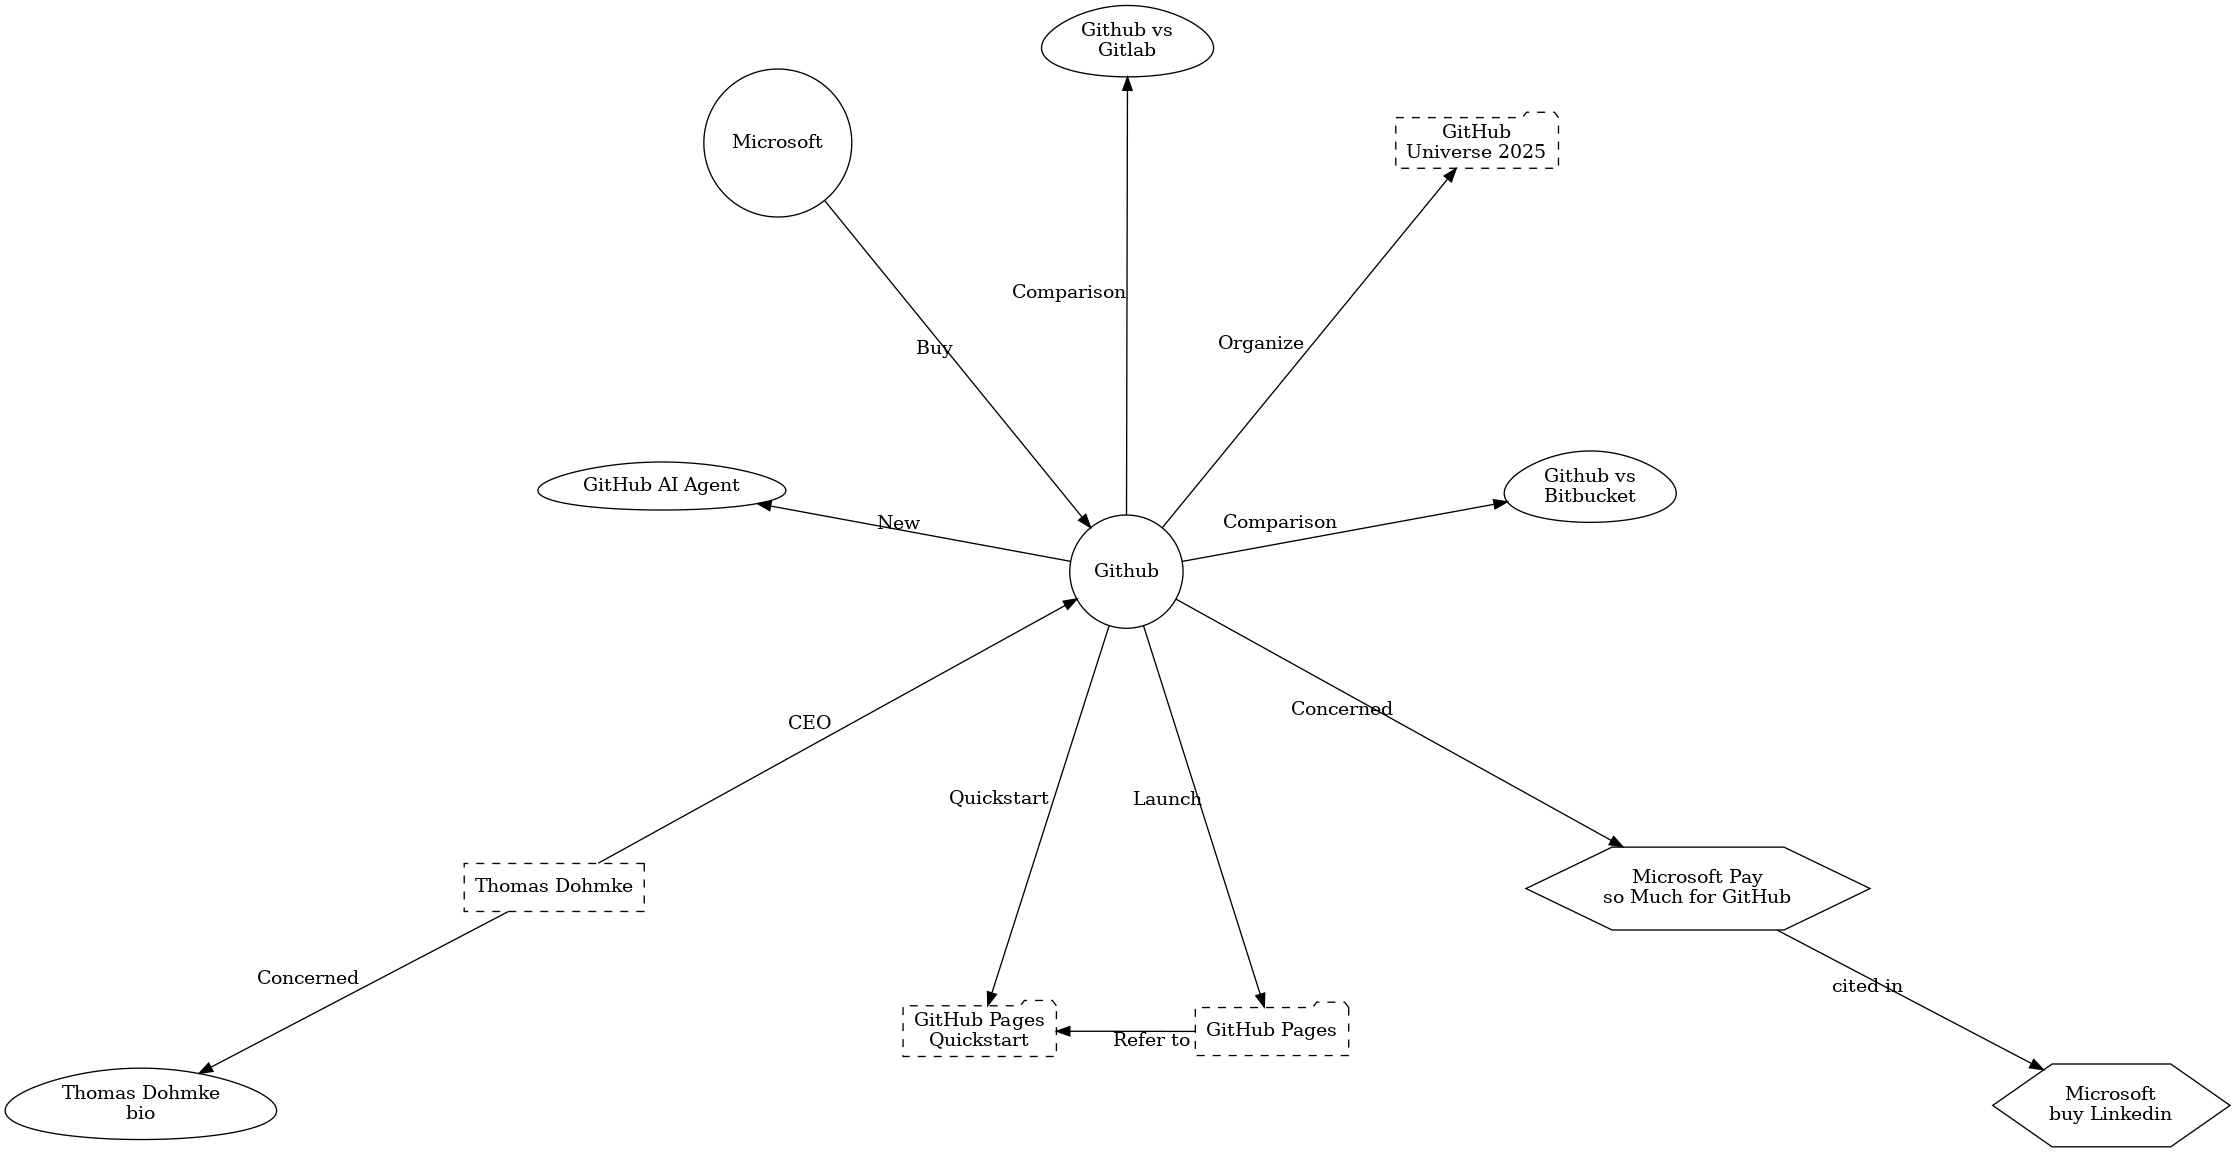 Github vs
Gitlab
Microsoft
GitHub
Universe 2025
Comparison
Organize
Buy
GitHub AI Agent
Github vs
Bitbucket
New
Comparison
Github
Concerned
CEO
Quickstart
Launch
Thomas Dohmke
Microsoft Pay
so Much for GitHub
Concerned
cited in
GitHub Pages
Quickstart
Refer to
GitHub Pages
Thomas Dohmke
bio
Microsoft
buy Linkedin